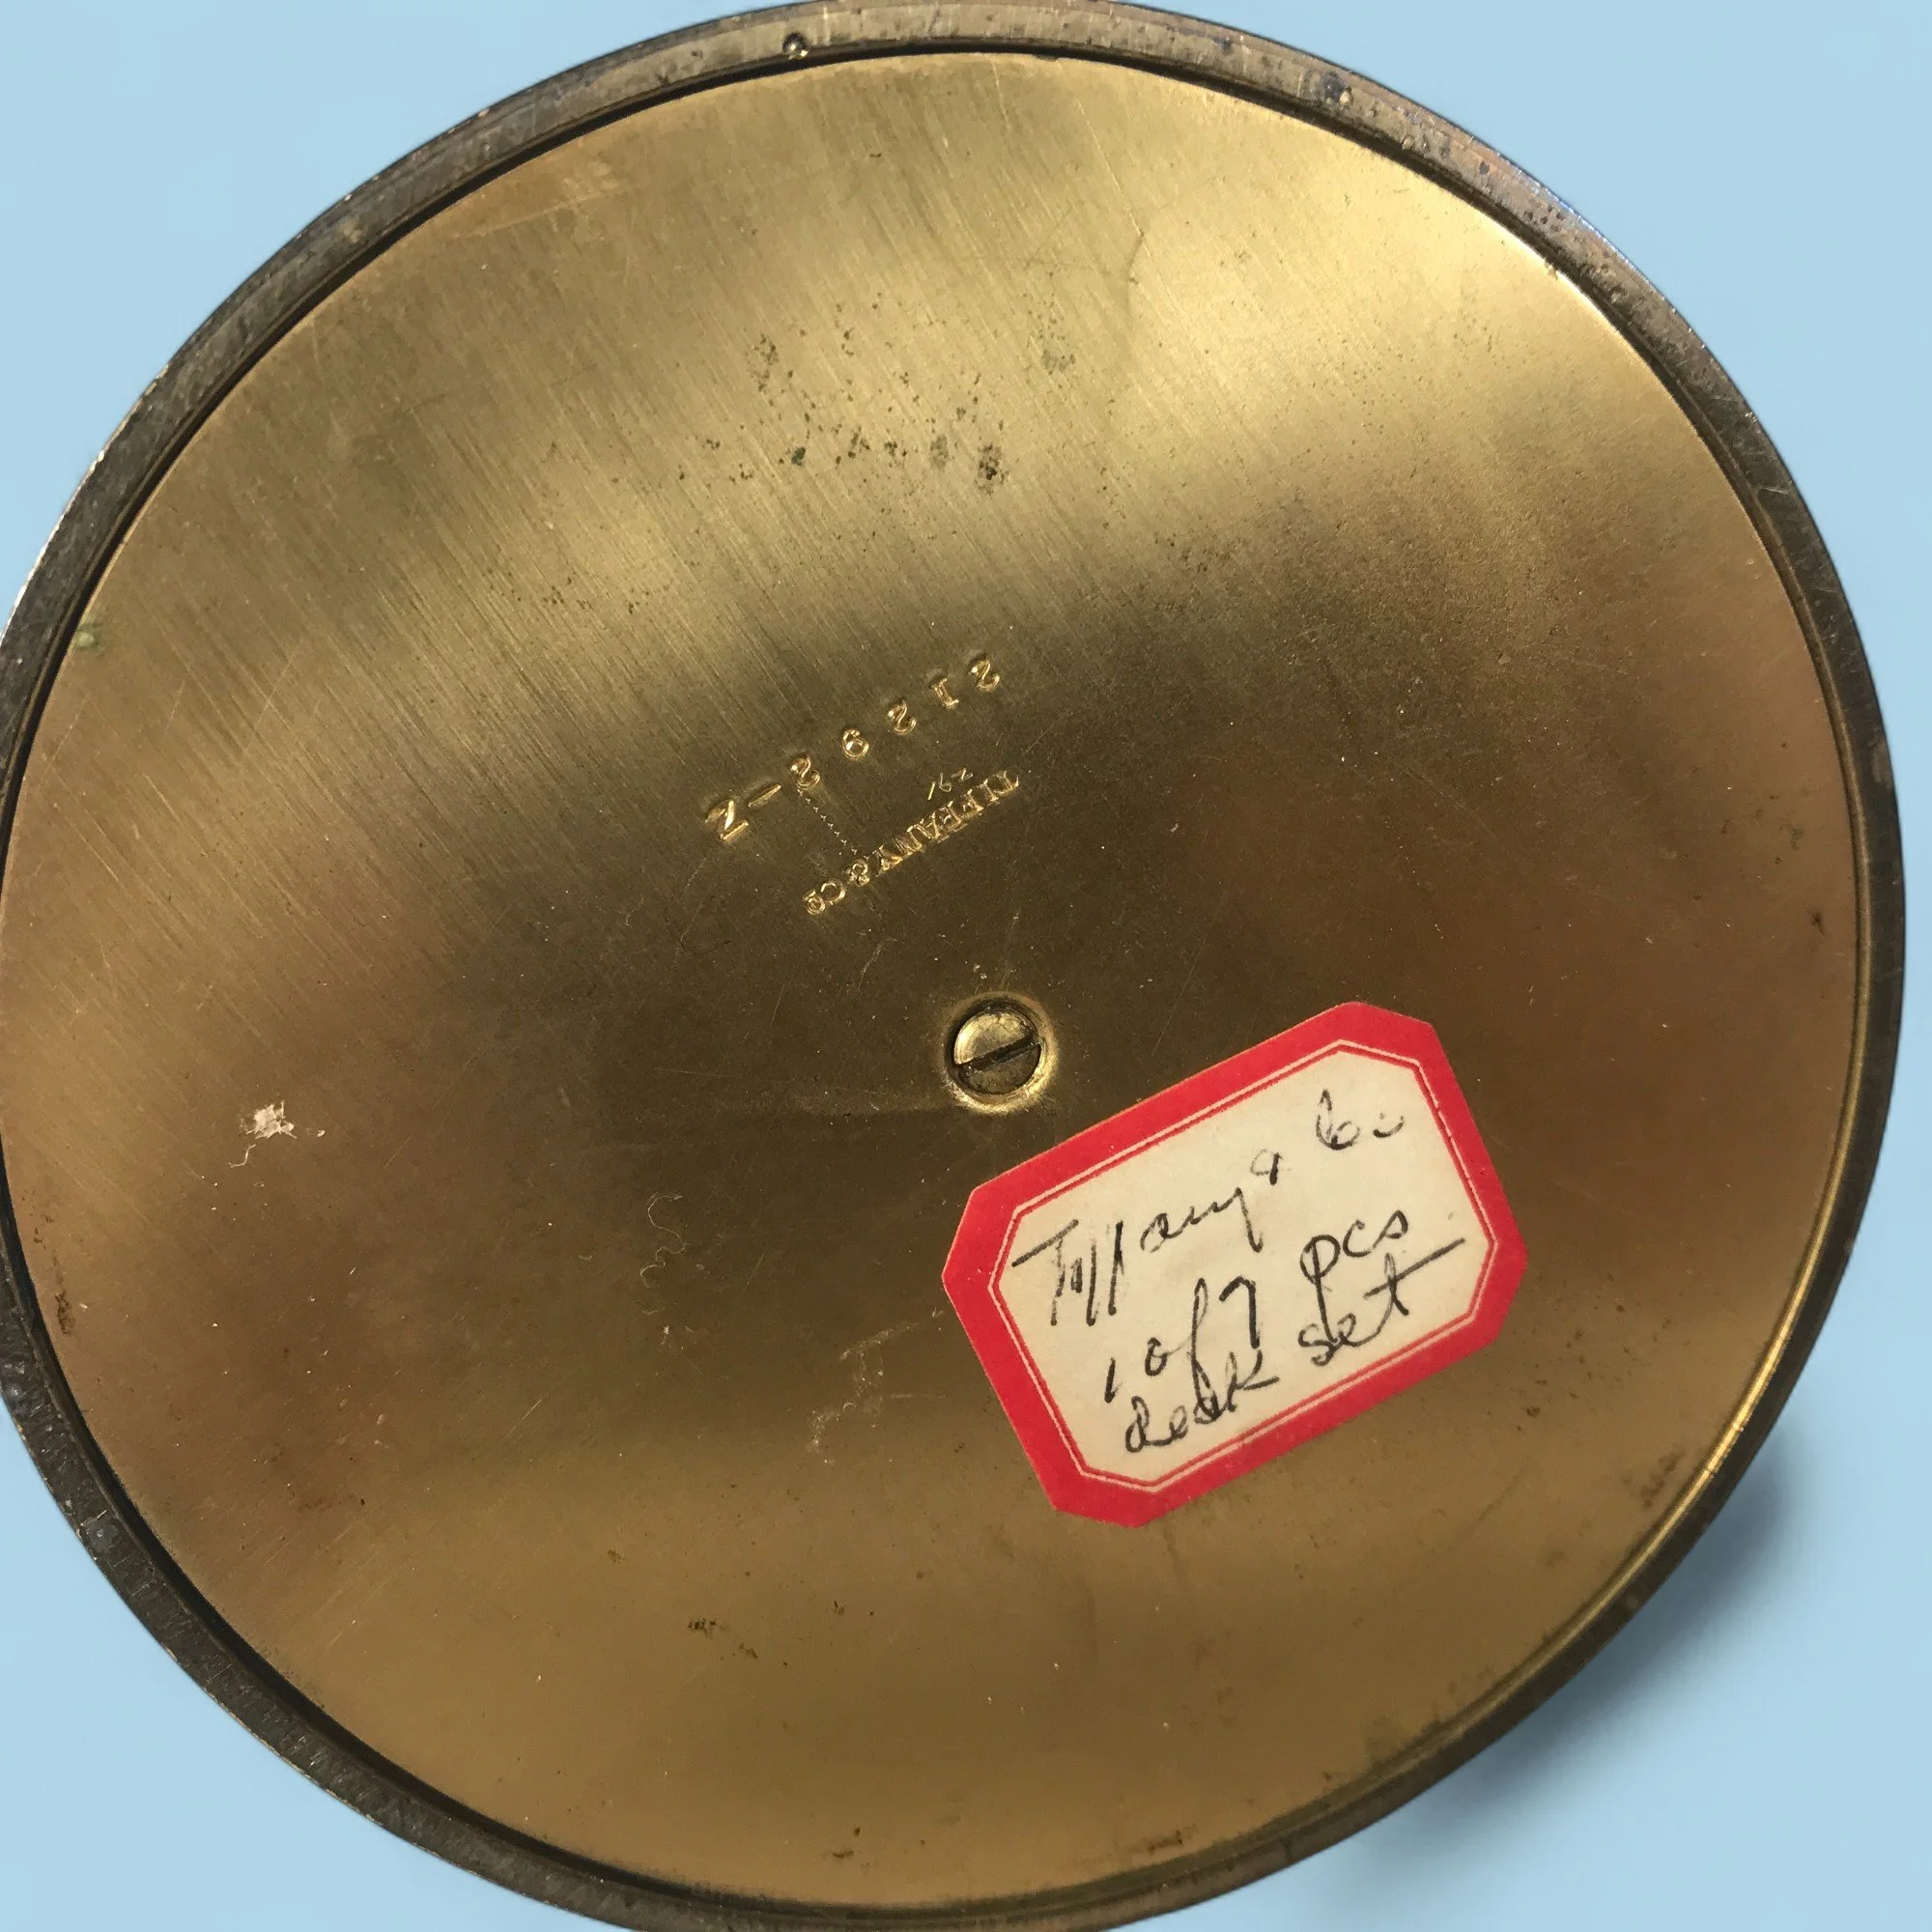 21292-N
TIFFANY & Co
Tiffany & Co
1 of 7 pcs
desk set